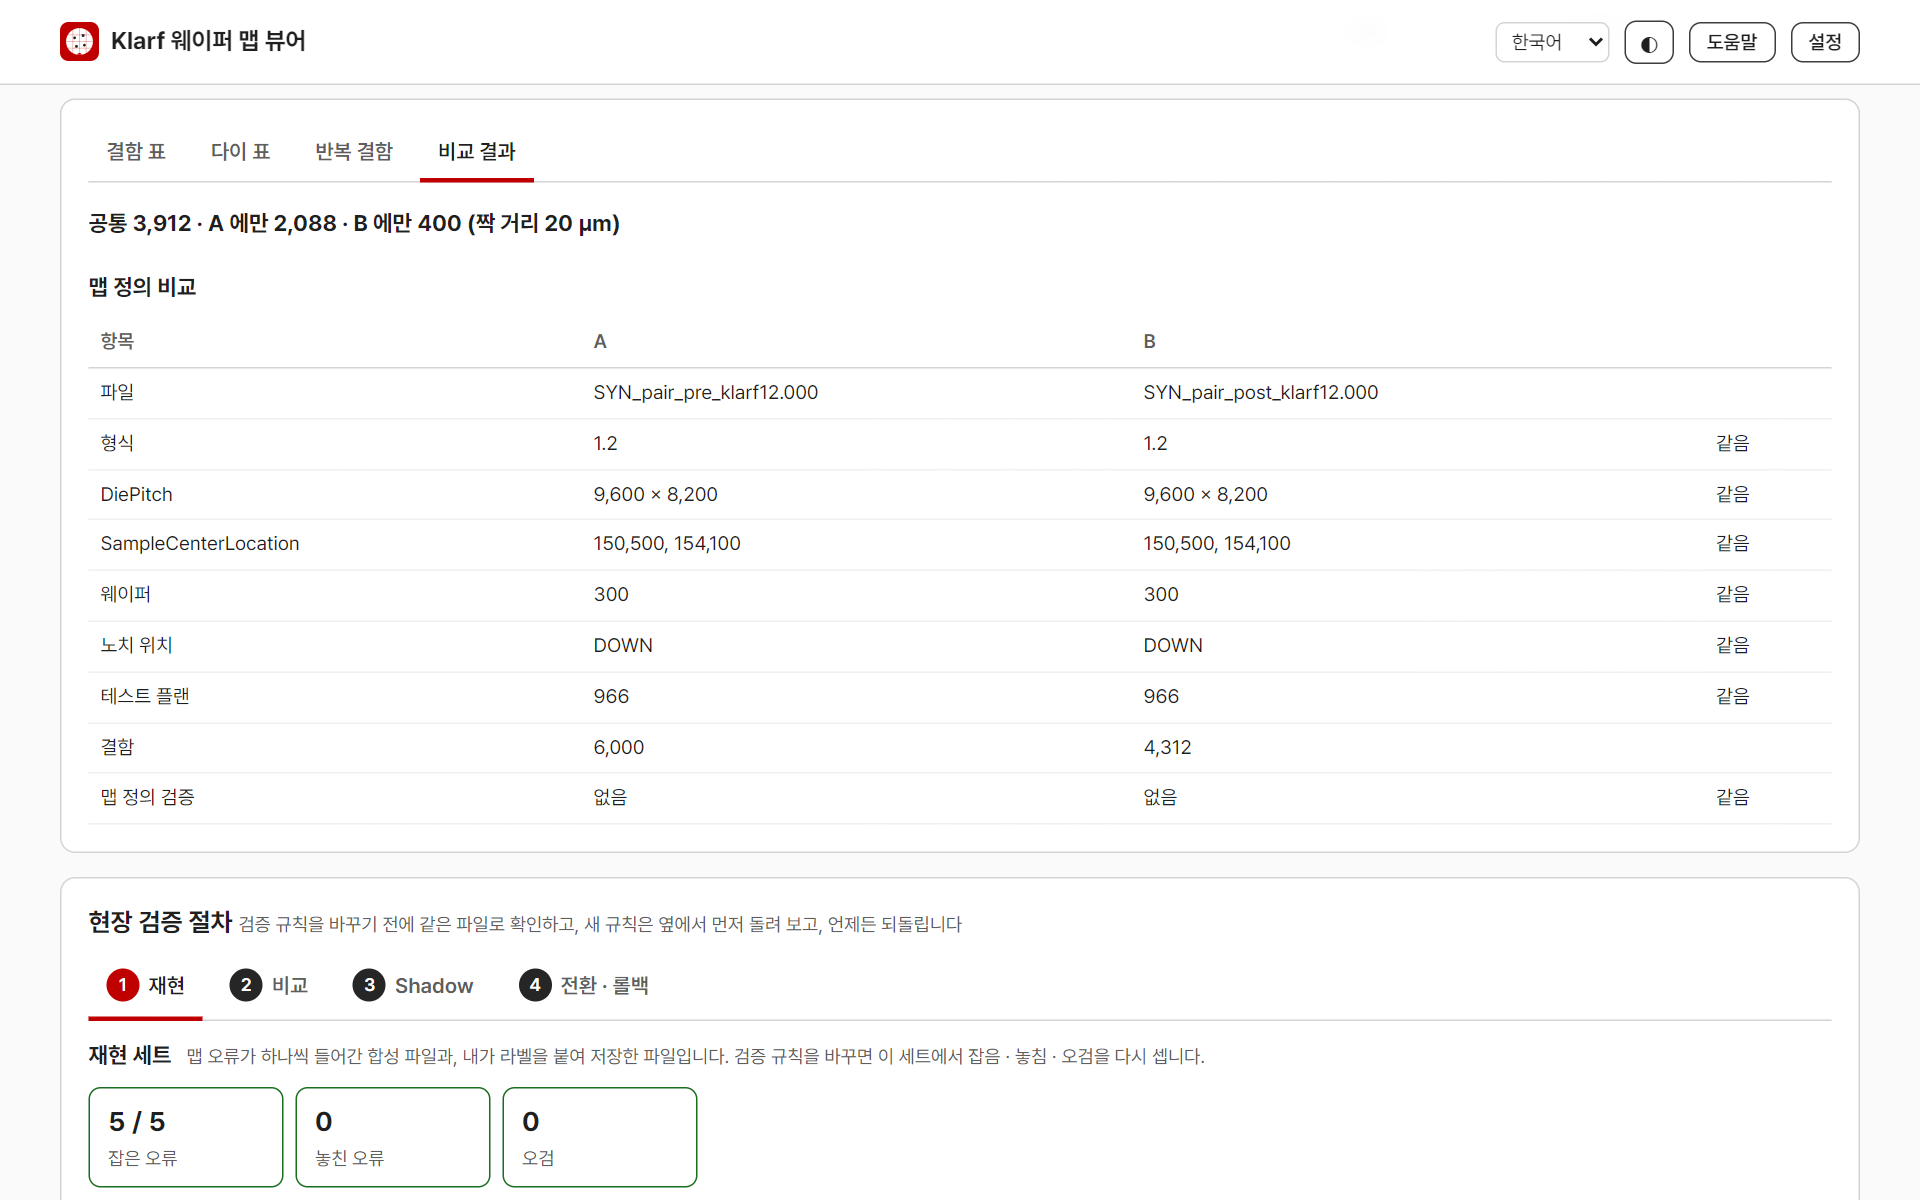 Klarf 웨이퍼 맵 뷰어
한국어
도움말
설정
결함 표 다이 표 반복 결함 비교 결과
공통 3,912 · A 에만 2,088 · B 에만 400 (짝 거리 20 µm)
맵 정의 비교
항목 A B
파일 SYN_pair_pre_klarf12.000 SYN_pair_post_klarf12.000
형식 1.2 1.2 같음
DiePitch 9,600 × 8,200 9,600 × 8,200 같음
SampleCenterLocation 150,500, 154,100 150,500, 154,100 같음
웨이퍼 300 300 같음
노치 위치 DOWN DOWN 같음
테스트 플랜 966 966 같음
결함 6,000 4,312
맵 정의 검증 없음 없음 같음
현장 검증 절차 검증 규칙을 바꾸기 전에 같은 파일로 확인하고, 새 규칙은 옆에서 먼저 돌려 보고, 언제든 되돌립니다
1 재현 2 비교 3 Shadow 4 전환 · 롤백
재현 세트 맵 오류가 하나씩 들어간 합성 파일과, 내가 라벨을 붙여 저장한 파일입니다. 검증 규칙을 바꾸면 이 세트에서 잡음 · 놓침 · 오검을 다시 셉니다.
5 / 5 0 0
잡은 오류 놓친 오류 오검